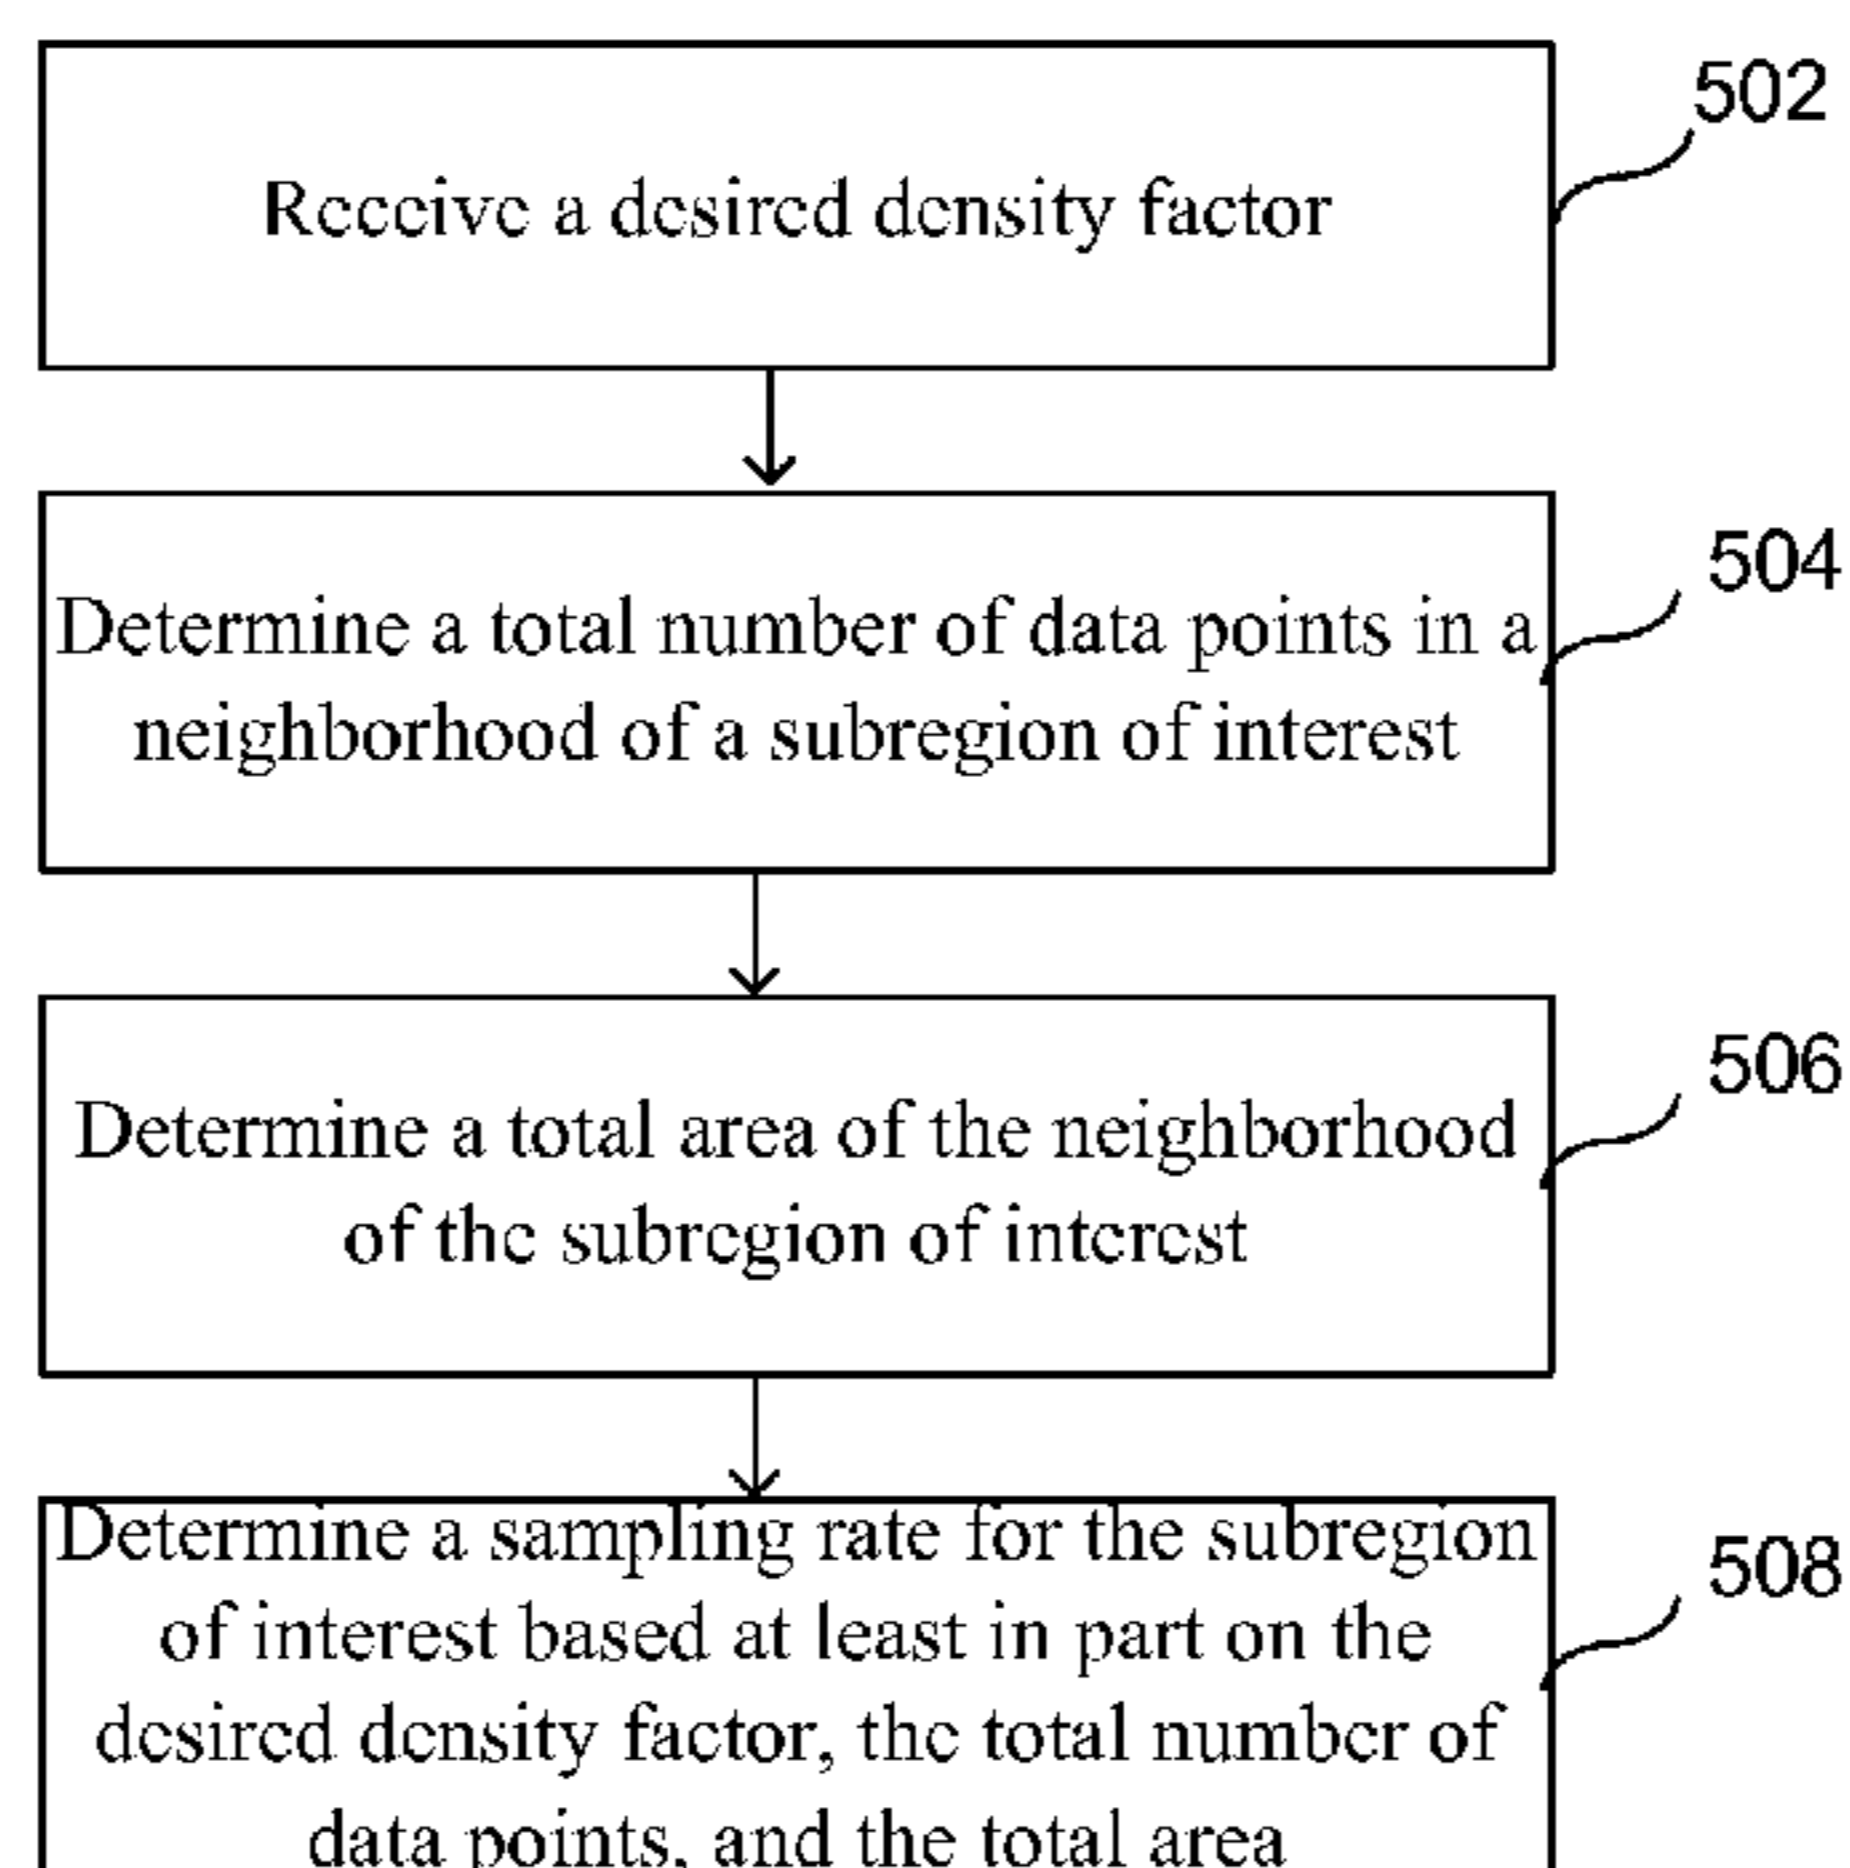 502
Receive a desired density factor
504
Determine a total number of data points in a
neighborhood of a subregion of interest
506
Determine a total area of the neighborhood
of the subregion of interest
508
Determine a sampling rate for the subregion
of interest based at least in part on the
desired density factor, the total number of
data points, and the total area